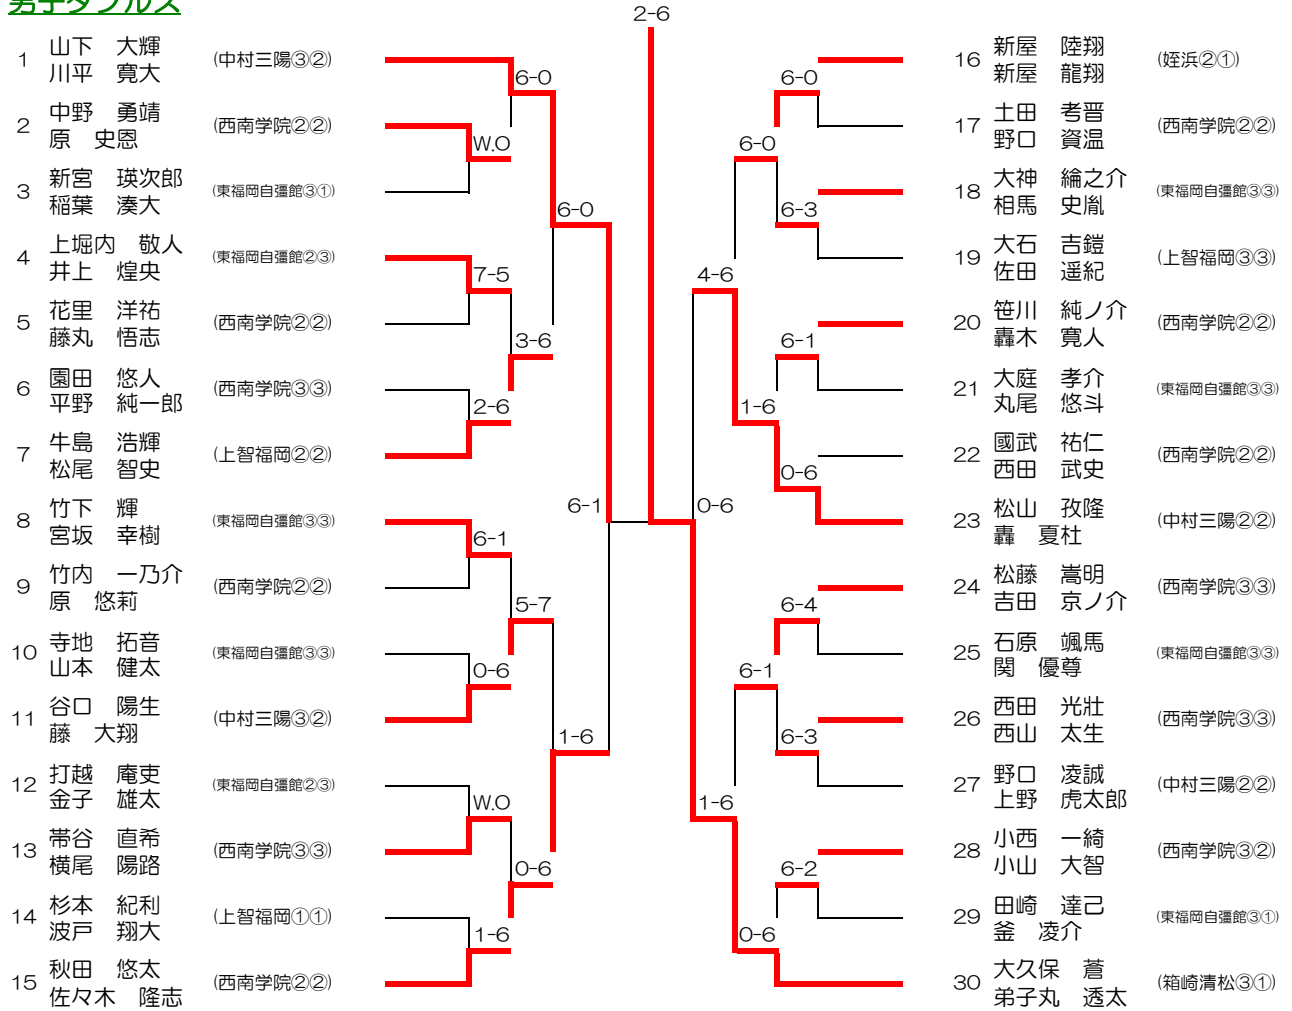 男子ダブルス
2-6
1 山下 大輝
川平 寛大 (中村三陽③②)
2 中野 勇靖
原 史恩 (西南学院②②)
3 新宮 瑛次郎
稲葉 湊大 (東福岡自彊館③①)
4 上堀内 敬人
井上 煌央 (東福岡自彊館②③)
5 花里 洋祐
藤丸 悟志 (西南学院②②)
6 園田 悠人
平野 純一郎 (西南学院③③)
7 牛島 浩輝
松尾 智史 (上智福岡②②)
8 竹下 輝
宮坂 幸樹 (東福岡自彊館③③)
9 竹内 一乃介
原 悠莉 (西南学院②②)
10 寺地 拓音
山本 健太 (東福岡自彊館③③)
11 谷口 陽生
藤 大翔 (中村三陽③②)
12 打越 庵吏
金子 雄太 (東福岡自彊館②③)
13 帯谷 直希
横尾 陽路 (西南学院③③)
14 杉本 紀利
波戸 翔大 (上智福岡①①)
15 秋田 悠太
佐々木 隆志 (西南学院②②)
6-0
W.O
6-0
7-5
3-6
2-6
6-1
6-1
5-7
0-6
1-6
W.O
0-6
1-6
6-0
6-0
6-3
4-6
6-1
1-6
0-6
0-6
6-4
6-1
6-3
1-6
6-2
0-6
16 新屋 陸翔
新屋 龍翔 (姪浜②①)
17 土田 考晋
野口 資温 (西南学院②②)
18 大神 綸之介
相馬 史胤 (東福岡自彊館③③)
19 大石 吉鎧
佐田 遥紀 (上智福岡③③)
20 笹川 純ノ介
轟木 寛人 (西南学院②②)
21 大庭 孝介
丸尾 悠斗 (東福岡自彊館③③)
22 國武 祐仁
西田 武史 (西南学院②②)
23 松山 孜隆
轟 夏杜 (中村三陽②②)
24 松藤 嵩明
吉田 京ノ介 (西南学院③③)
25 石原 颯馬
関 優尊 (東福岡自彊館③③)
26 西田 光壯
西山 太生 (西南学院③③)
27 野口 凌誠
上野 虎太郎 (中村三陽②②)
28 小西 一綺
小山 大智 (西南学院③②)
29 田崎 達己
釜 凌介 (東福岡自彊館③①)
30 大久保 蒼
弟子丸 透太 (箱崎清松③①)